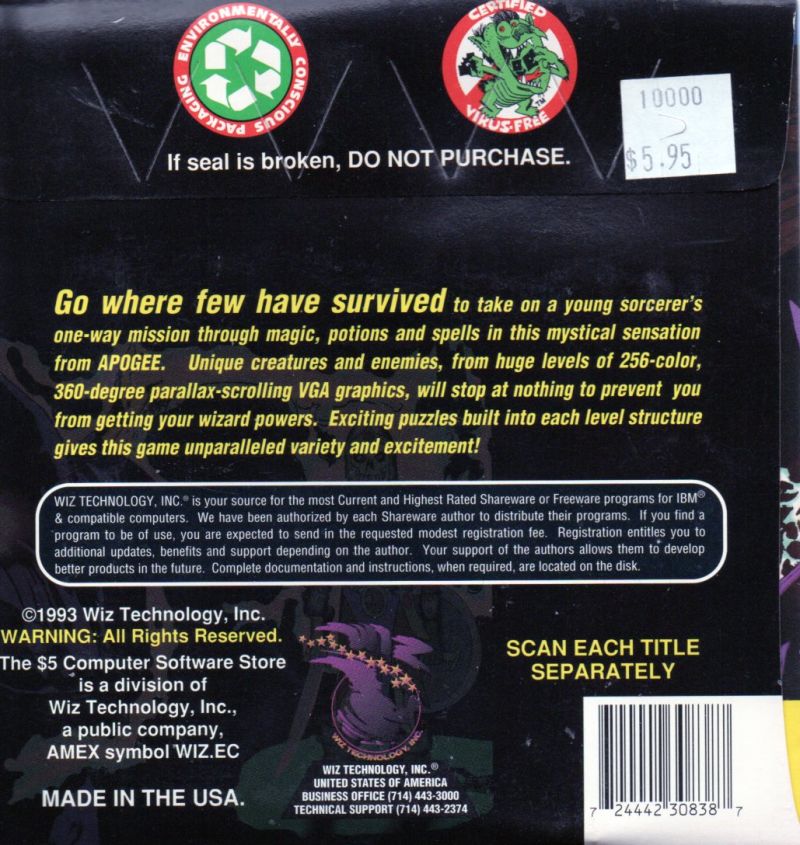 ENVIRONMENTALLY CONSCIOUS PACKAGING
CERTIFIED
VIRUS-FREE
TM
10000
$5.95
If seal is broken, DO NOT PURCHASE.
Go where few have survived to take on a young sorcerer's
one-way mission through magic, potions and spells in this mystical sensation
from APOGEE. Unique creatures and enemies, from huge levels of 256-color,
360-degree parallax-scrolling VGA graphics, will stop at nothing to prevent you
from getting your wizard powers. Exciting puzzles built into each level structure
gives this game unparalleled variety and excitement!
WIZ TECHNOLOGY, INC.® is your source for the most Current and Highest Rated Shareware or Freeware programs for IBM®
& compatible computers. We have been authorized by each Shareware author to distribute their programs. If you find a
program to be of use, you are expected to send in the requested modest registration fee. Registration entitles you to
additional updates, benefits and support depending on the author. Your support of the authors allows them to develop
better products in the future. Complete documentation and instructions, when required, are located on the disk.
©1993 Wiz Technology, Inc.
WARNING: All Rights Reserved.
The $5 Computer Software Store
is a division of
Wiz Technology, Inc.,
a public company,
AMEX symbol WIZ.EC
MADE IN THE USA.
WIZ TECHNOLOGY, INC.
WIZ TECHNOLOGY, INC.®
UNITED STATES OF AMERICA
BUSINESS OFFICE (714) 443-3000
TECHNICAL SUPPORT (714) 443-2374
SCAN EACH TITLE
SEPARATELY
7 24442 30838 7